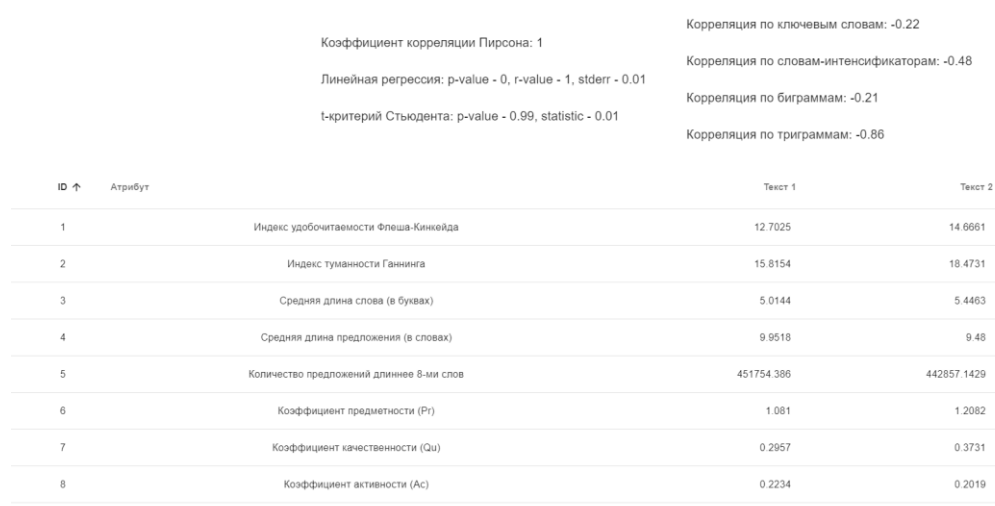 Коэффициент корреляции Пирсона: 1
Линейная регрессия: p-value - 0, r-value - 1, stderr - 0.01
t-критерий Стьюдента: p-value - 0.99, statistic - 0.01
Корреляция по ключевым словам: -0.22
Корреляция по словам-интенсификаторам: -0.48
Корреляция по биграммам: -0.21
Корреляция по триграммам: -0.86
ID ↑ Атрибут Текст 1 Текст 2
1 Индекс удобочитаемости Флеша-Кинкейда 12.7025 14.6661
2 Индекс туманности Ганнинга 15.8154 18.4731
3 Средняя длина слова (в буквах) 5.0144 5.4463
4 Средняя длина предложения (в словах) 9.9518 9.48
5 Количество предложений длиннее 8-ми слов 451754.386 442857.1429
6 Коэффициент предметности (Pr) 1.081 1.2082
7 Коэффициент качественности (Qu) 0.2957 0.3731
8 Коэффициент активности (Ac) 0.2234 0.2019